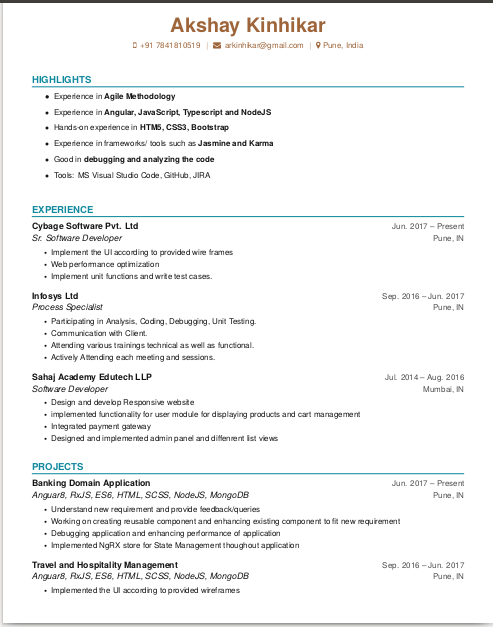 Akshay Kinhikar
+91 7841810519 | arkinhikar@gmail.com | Pune, India
HIGHLIGHTS
• Experience in Agile Methodology
• Experience in Angular, JavaScript, Typescript and NodeJS
• Hands-on experience in HTM5, CSS3, Bootstrap
• Experience in frameworks/ tools such as Jasmine and Karma
• Good in debugging and analyzing the code
• Tools: MS Visual Studio Code, GitHub, JIRA
EXPERIENCE
Cybage Software Pvt. Ltd Jun. 2017 – Present
Sr. Software Developer Pune, IN
• Implement the UI according to provided wire frames
• Web performance optimization
• Implement unit functions and write test cases.
Infosys Ltd Sep. 2016 – Jun. 2017
Process Specialist Pune, IN
• Participating in Analysis, Coding, Debugging, Unit Testing.
• Communication with Client.
• Attending various trainings technical as well as functional.
• Actively Attending each meeting and sessions.
Sahaj Academy Edutech LLP Jul. 2014 – Aug. 2016
Software Developer Mumbai, IN
• Design and develop Responsive website
• implemented functionality for user module for displaying products and cart management
• Integrated payment gateway
• Designed and implemented admin panel and differrent list views
PROJECTS
Banking Domain Application Jun. 2017 – Present
Anguar8, RxJS, ES6, HTML, SCSS, NodeJS, MongoDB Pune, IN
• Understand new requirement and provide feedback/queries
• Working on creating reusable component and enhancing existing component to fit new requirement
• Debugging application and enhancing performance of application
• Implemented NgRX store for State Management thoughout application
Travel and Hospitality Management Sep. 2016 – Jun. 2017
Anguar8, RxJS, ES6, HTML, SCSS, NodeJS, MongoDB Pune, IN
• Implemented the UI according to provided wireframes